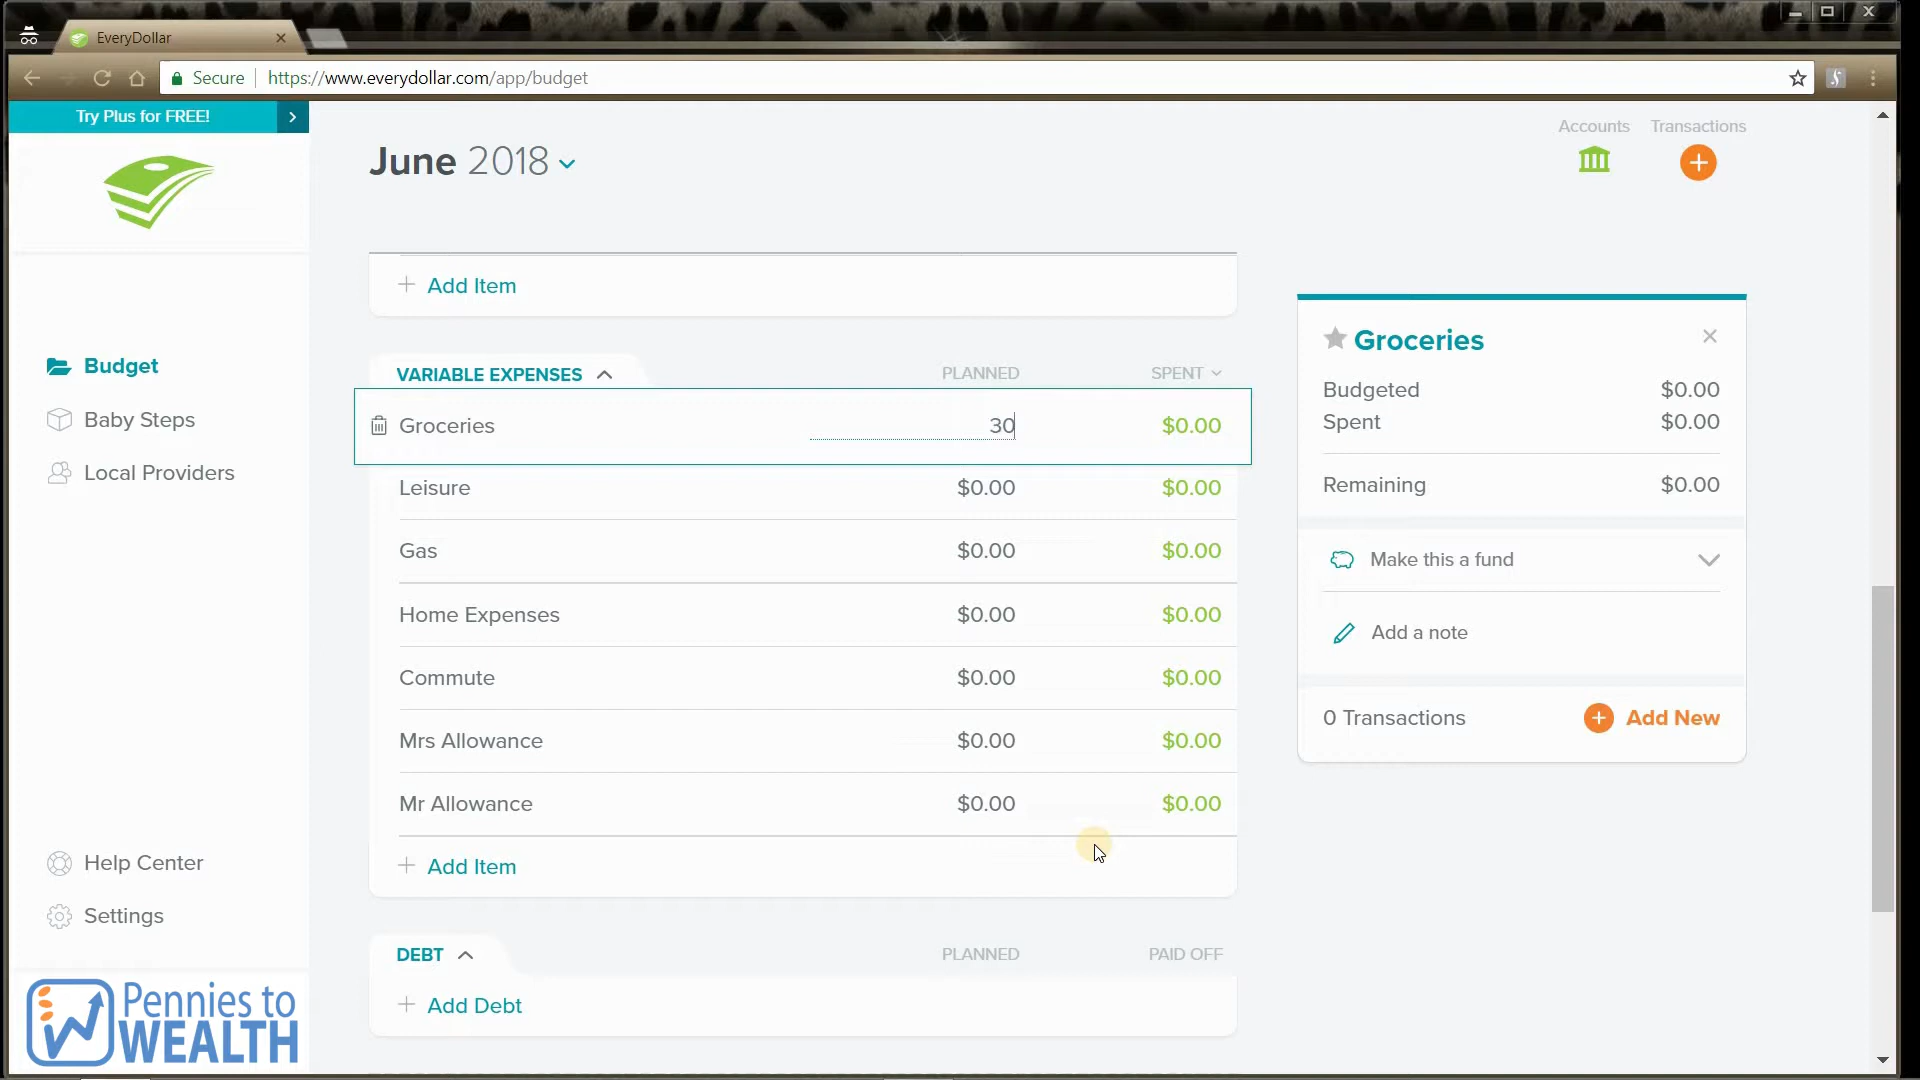 EveryDollar
Secure https://www.everydollar.com/app/budget
Try Plus for FREE!
June 2018
Accounts Transactions
Add Item
Budget
Baby Steps
Local Providers
Help Center
Settings
VARIABLE EXPENSES PLANNED SPENT
Groceries 30 $0.00
Leisure $0.00 $0.00
Gas $0.00 $0.00
Home Expenses $0.00 $0.00
Commute $0.00 $0.00
Mrs Allowance $0.00 $0.00
Mr Allowance $0.00 $0.00
Add Item
DEBT PLANNED PAID OFF
Add Debt
Groceries
Budgeted $0.00
Spent $0.00
Remaining $0.00
Make this a fund
Add a note
0 Transactions Add New
Pennies to
WEALTH